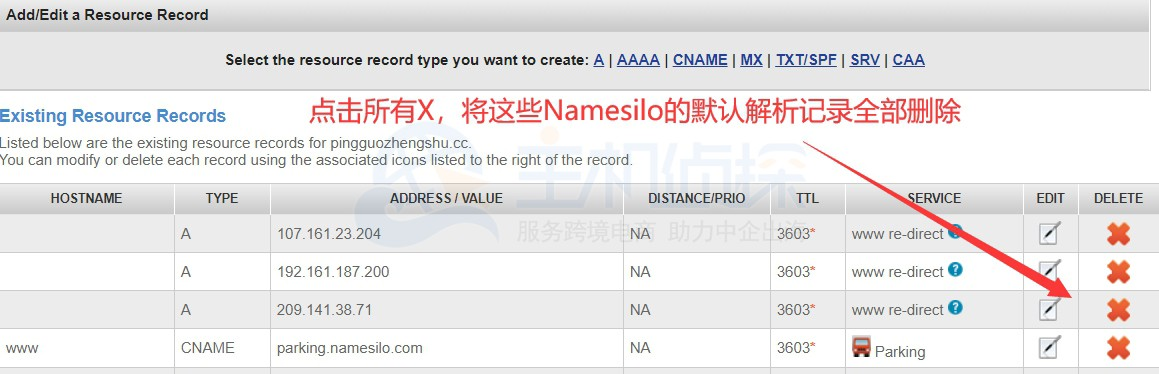 Add/Edit a Resource Record
Select the resource record type you want to create: A | AAAA | CNAME | MX | TXT/SPF | SRV | CAA
点击所有X，将这些Namesilo的默认解析记录全部删除
Existing Resource Records
Listed below are the existing resource records for pingguozhengshu.cc.
You can modify or delete each record using the associated icons listed to the right of the record.
主机侦探
服务跨境电商 助力中企出海
HOSTNAME TYPE ADDRESS / VALUE DISTANCE/PRIO TTL SERVICE EDIT DELETE
A 107.161.23.204 NA 3603* www re-direct ?
A 192.161.187.200 NA 3603* www re-direct ?
A 209.141.38.71 NA 3603* www re-direct ?
www CNAME parking.namesilo.com NA 3603* Parking